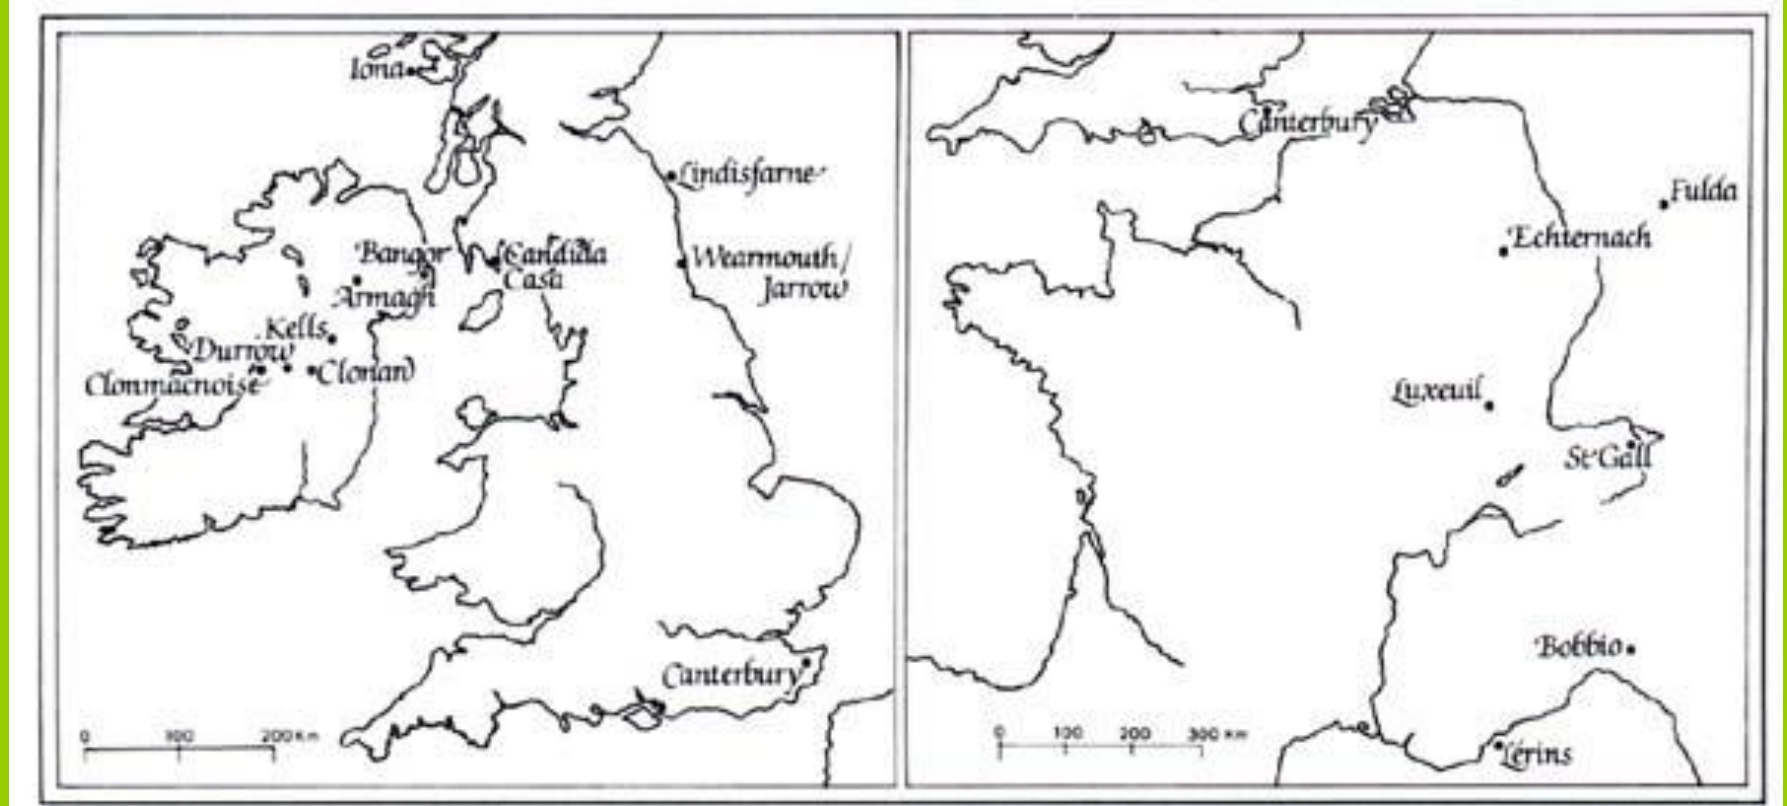 Iona
Lindisfarne
Bangor
Candida
Casa
Wearmouth/
Jarrow
Armagh
Kells
Durrow
Clonard
Clonmacnoise
Canterbury
0 100 200 Km
Canterbury
Fulda
Echternach
Luxeuil
St Gall
Bobbio
0 100 200 300 Km
Lérins